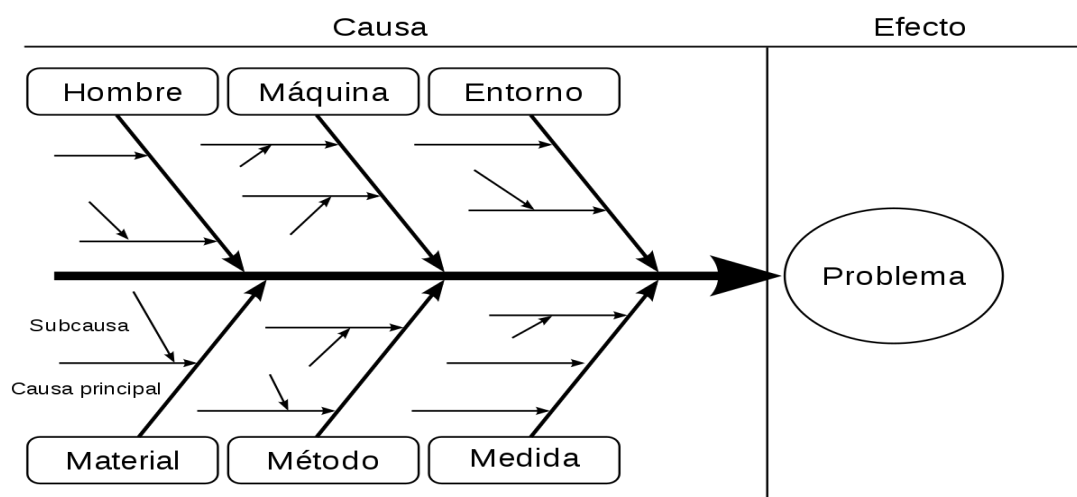 Causa
Efecto
Hombre
Máquina
Entorno
Problema
Subcausa
Causa principal
Material
Método
Medida